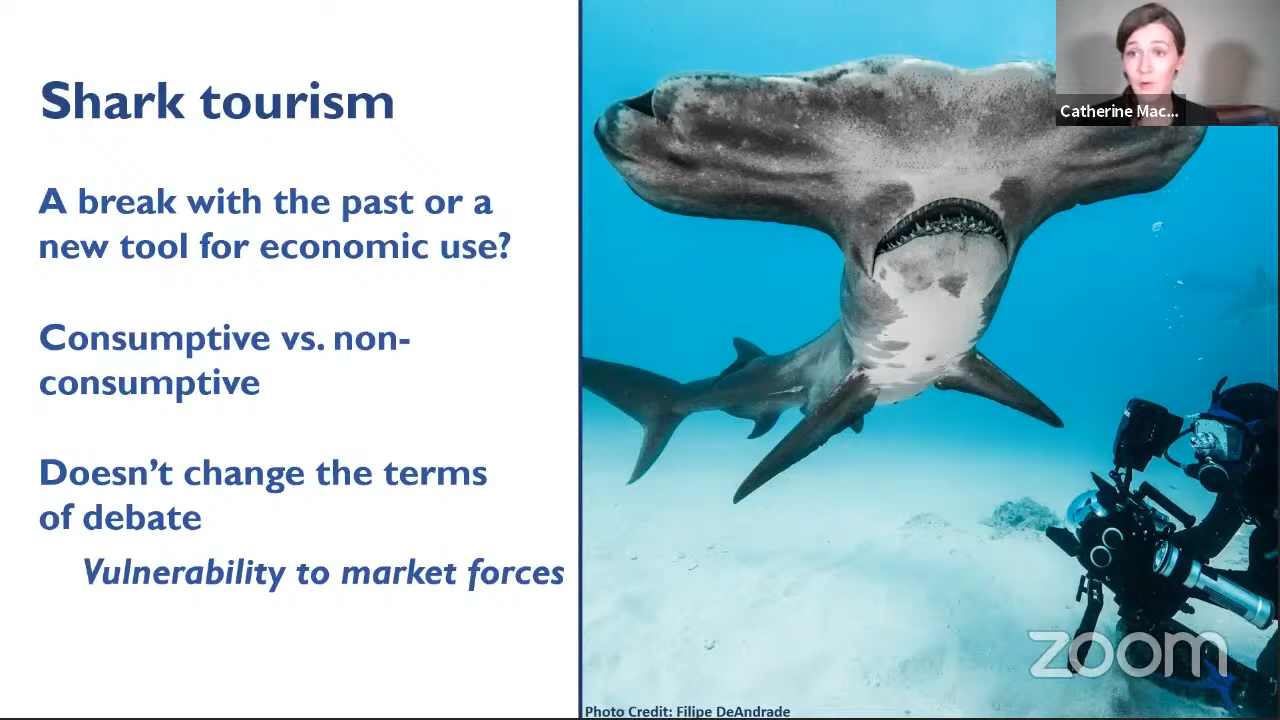 Shark tourism
A break with the past or a
new tool for economic use?
Consumptive vs. non-
consumptive
Doesn't change the terms
of debate
Vulnerability to market forces
Catherine Mac...
zoom
Photo Credit: Filipe DeAndrade